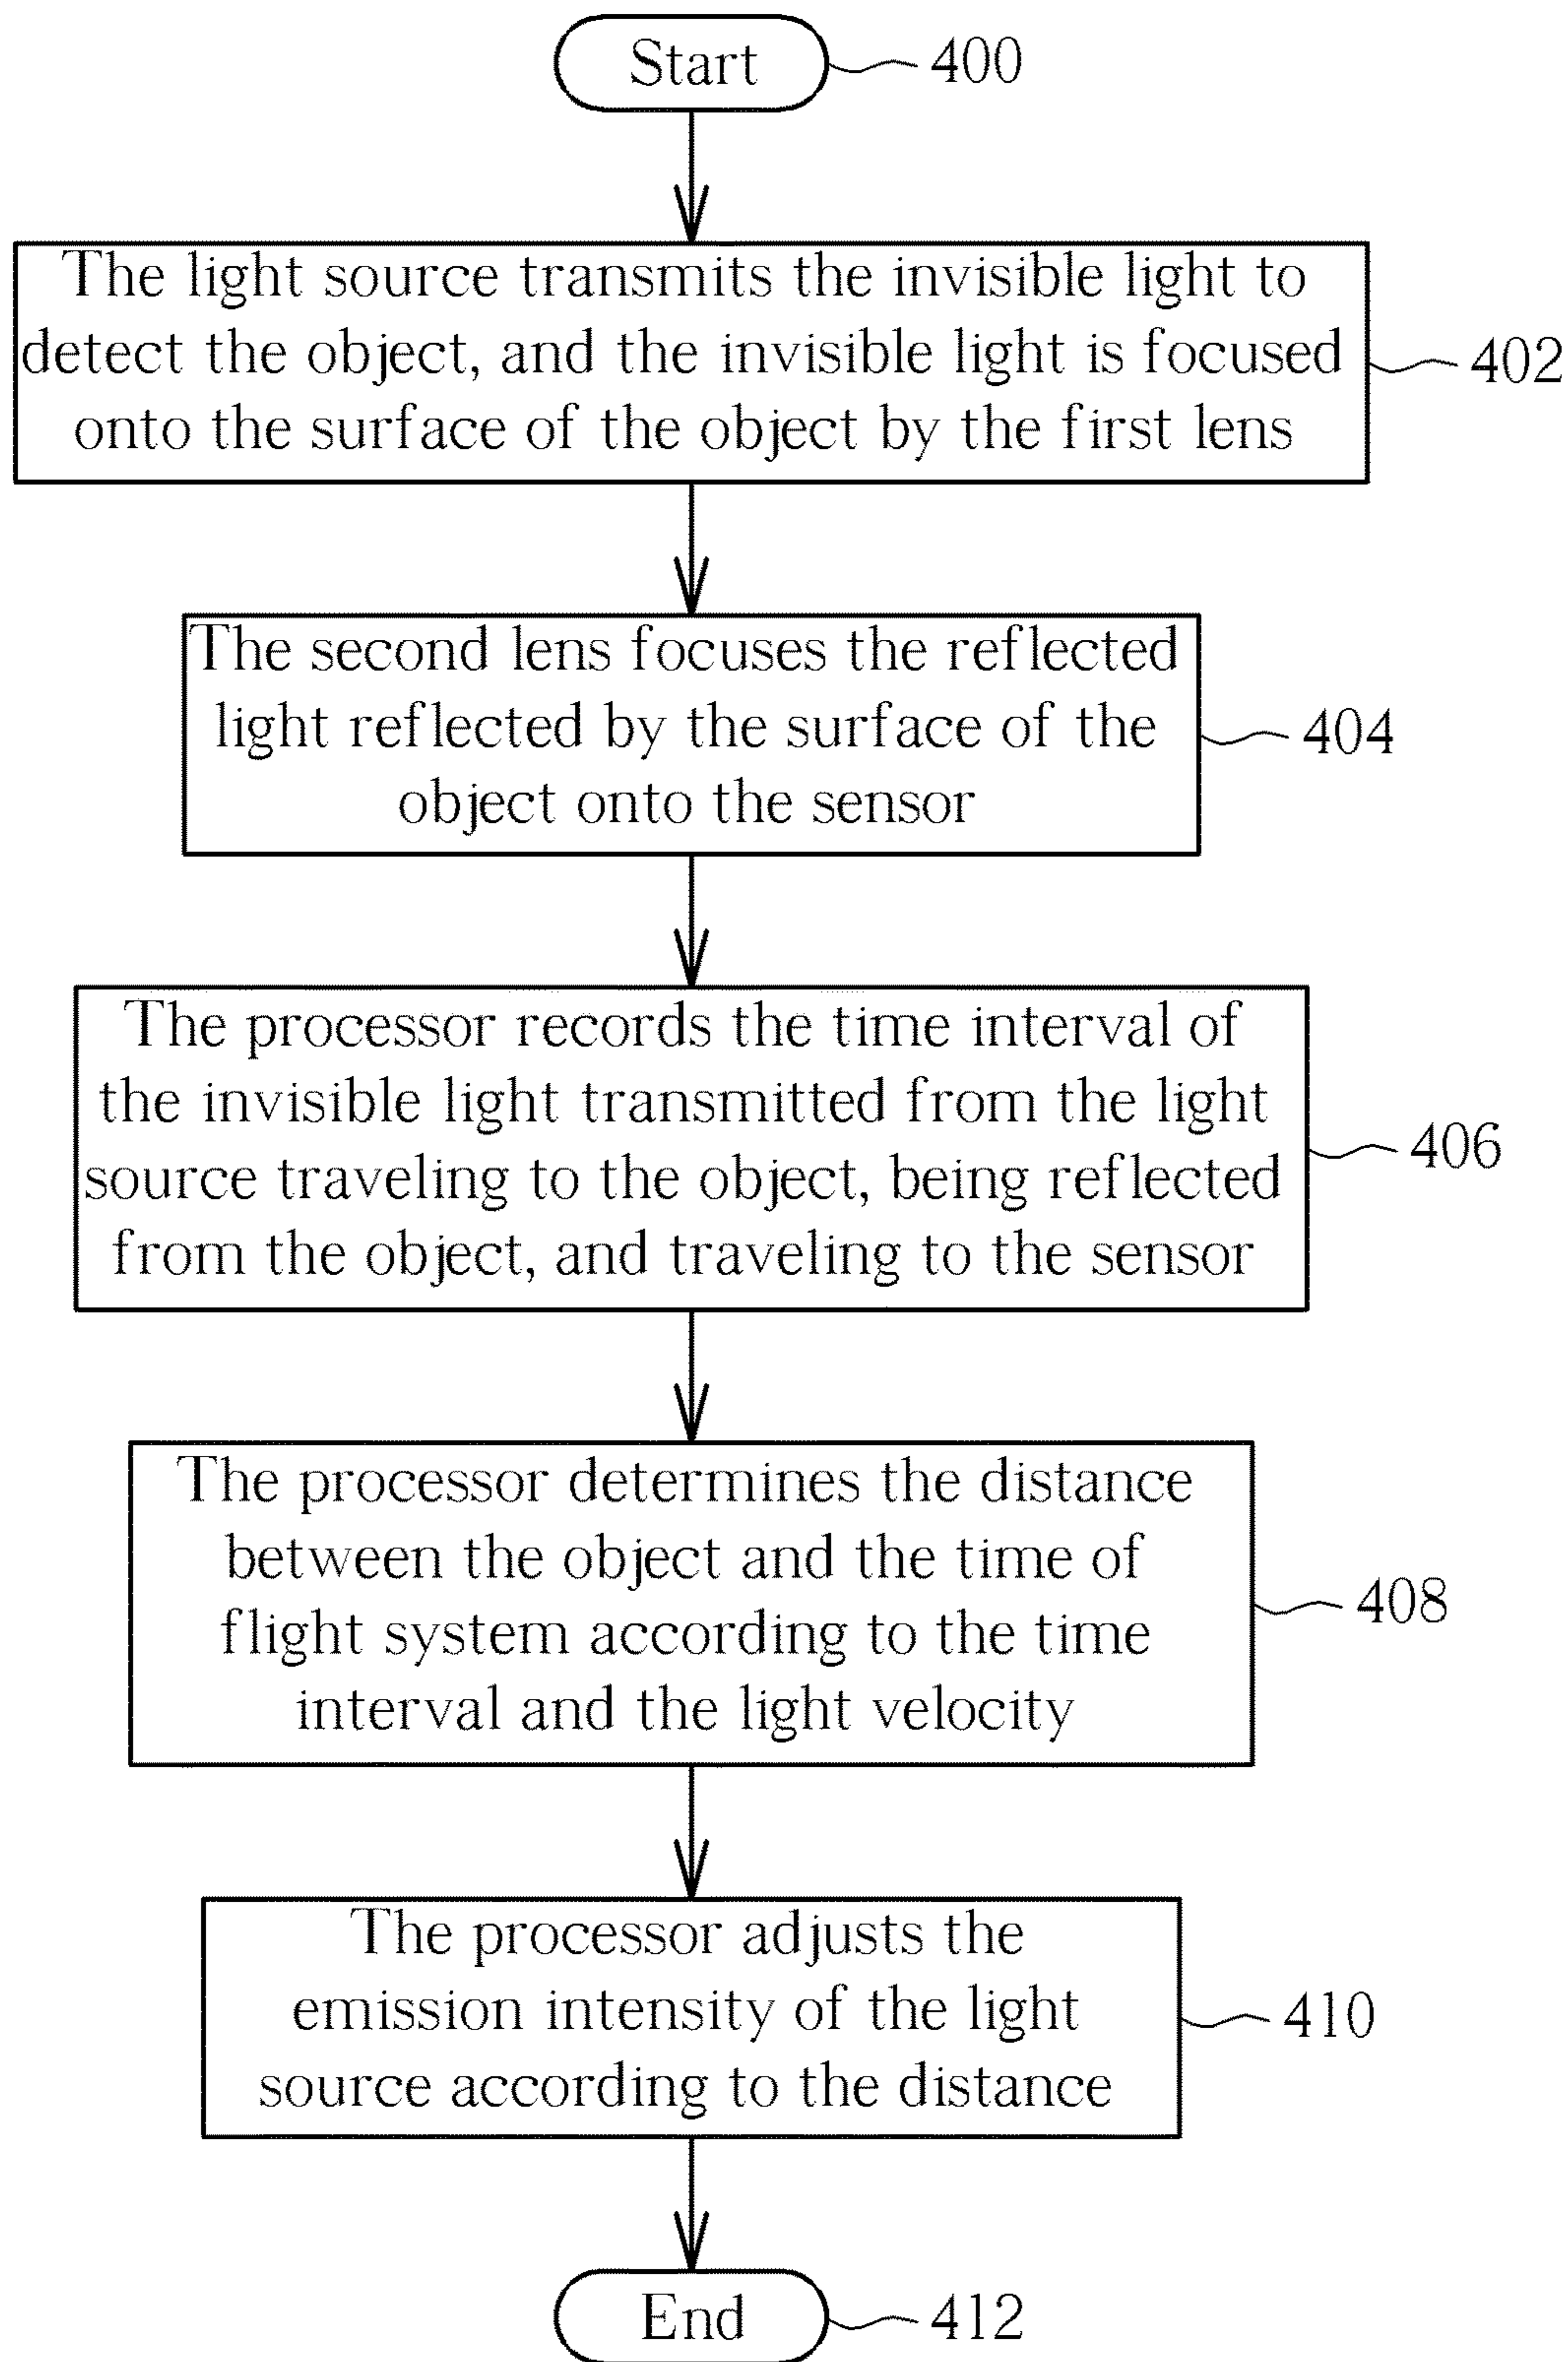 Start
400
The light source transmits the invisible light to
detect the object, and the invisible light is focused
onto the surface of the object by the first lens
402
The second lens focuses the reflected
light reflected by the surface of the
object onto the sensor
404
The processor records the time interval of
the invisible light transmitted from the light
source traveling to the object, being reflected
from the object, and traveling to the sensor
406
The processor determines the distance
between the object and the time of
flight system according to the time
interval and the light velocity
408
The processor adjusts the
emission intensity of the light
source according to the distance
410
End
412